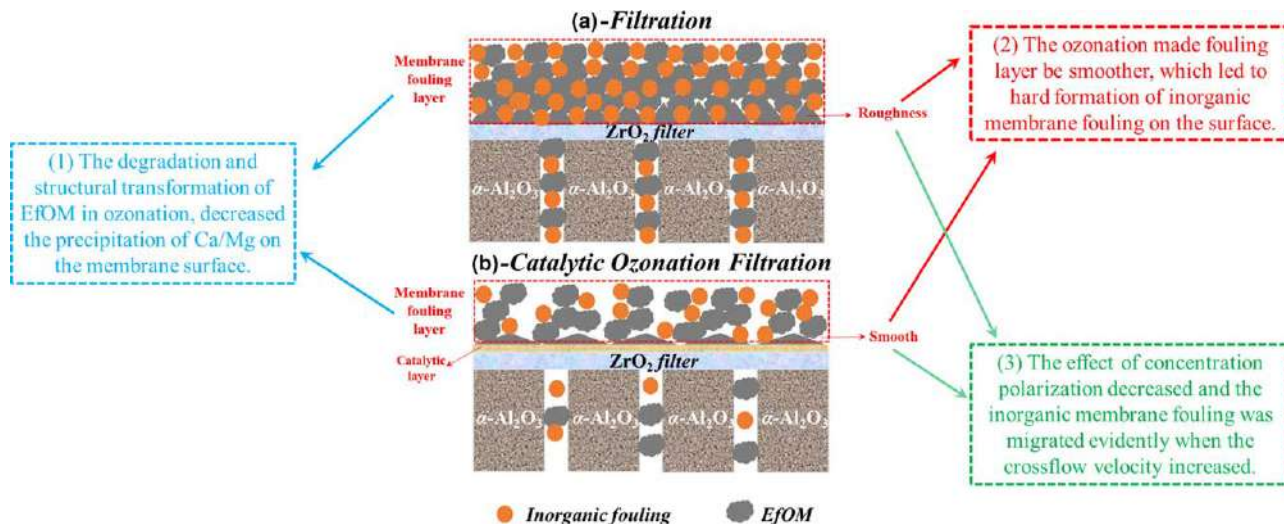 (a)-Filtration
Membrane
fouling
layer
Roughness
ZrO₂ filter
α-Al₂O₃ α-Al₂O₃ α-Al₂O₃ α-Al₂O₃
(1) The degradation and
structural transformation of
EfOM in ozonation, decreased
the precipitation of Ca/Mg on
the membrane surface.
(2) The ozonation made fouling
layer be smoother, which led to
hard formation of inorganic
membrane fouling on the surface.
(b)-Catalytic Ozonation Filtration
Membrane
fouling
layer
Smooth
Catalytic
layer
ZrO₂ filter
α-Al₂O₃ α-Al₂O₃ α-Al₂O₃ α-Al₂O₃
(3) The effect of concentration
polarization decreased and the
inorganic membrane fouling was
migrated evidently when the
crossflow velocity increased.
Inorganic fouling EfOM